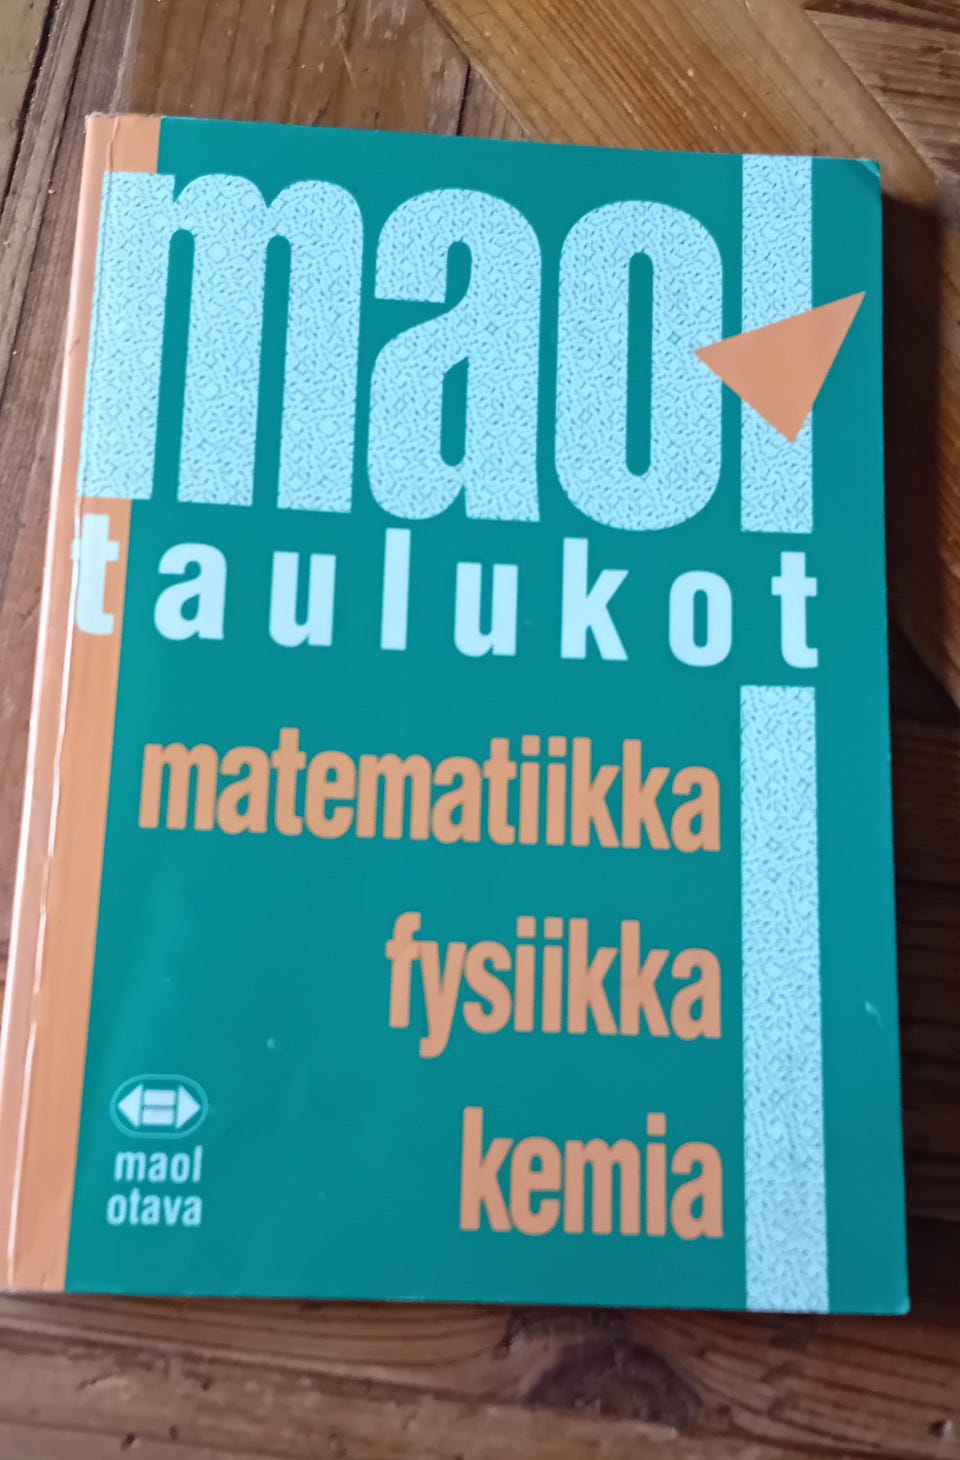 maol
taulukot
matematiikka
fysiikka
kemia
maol
otava